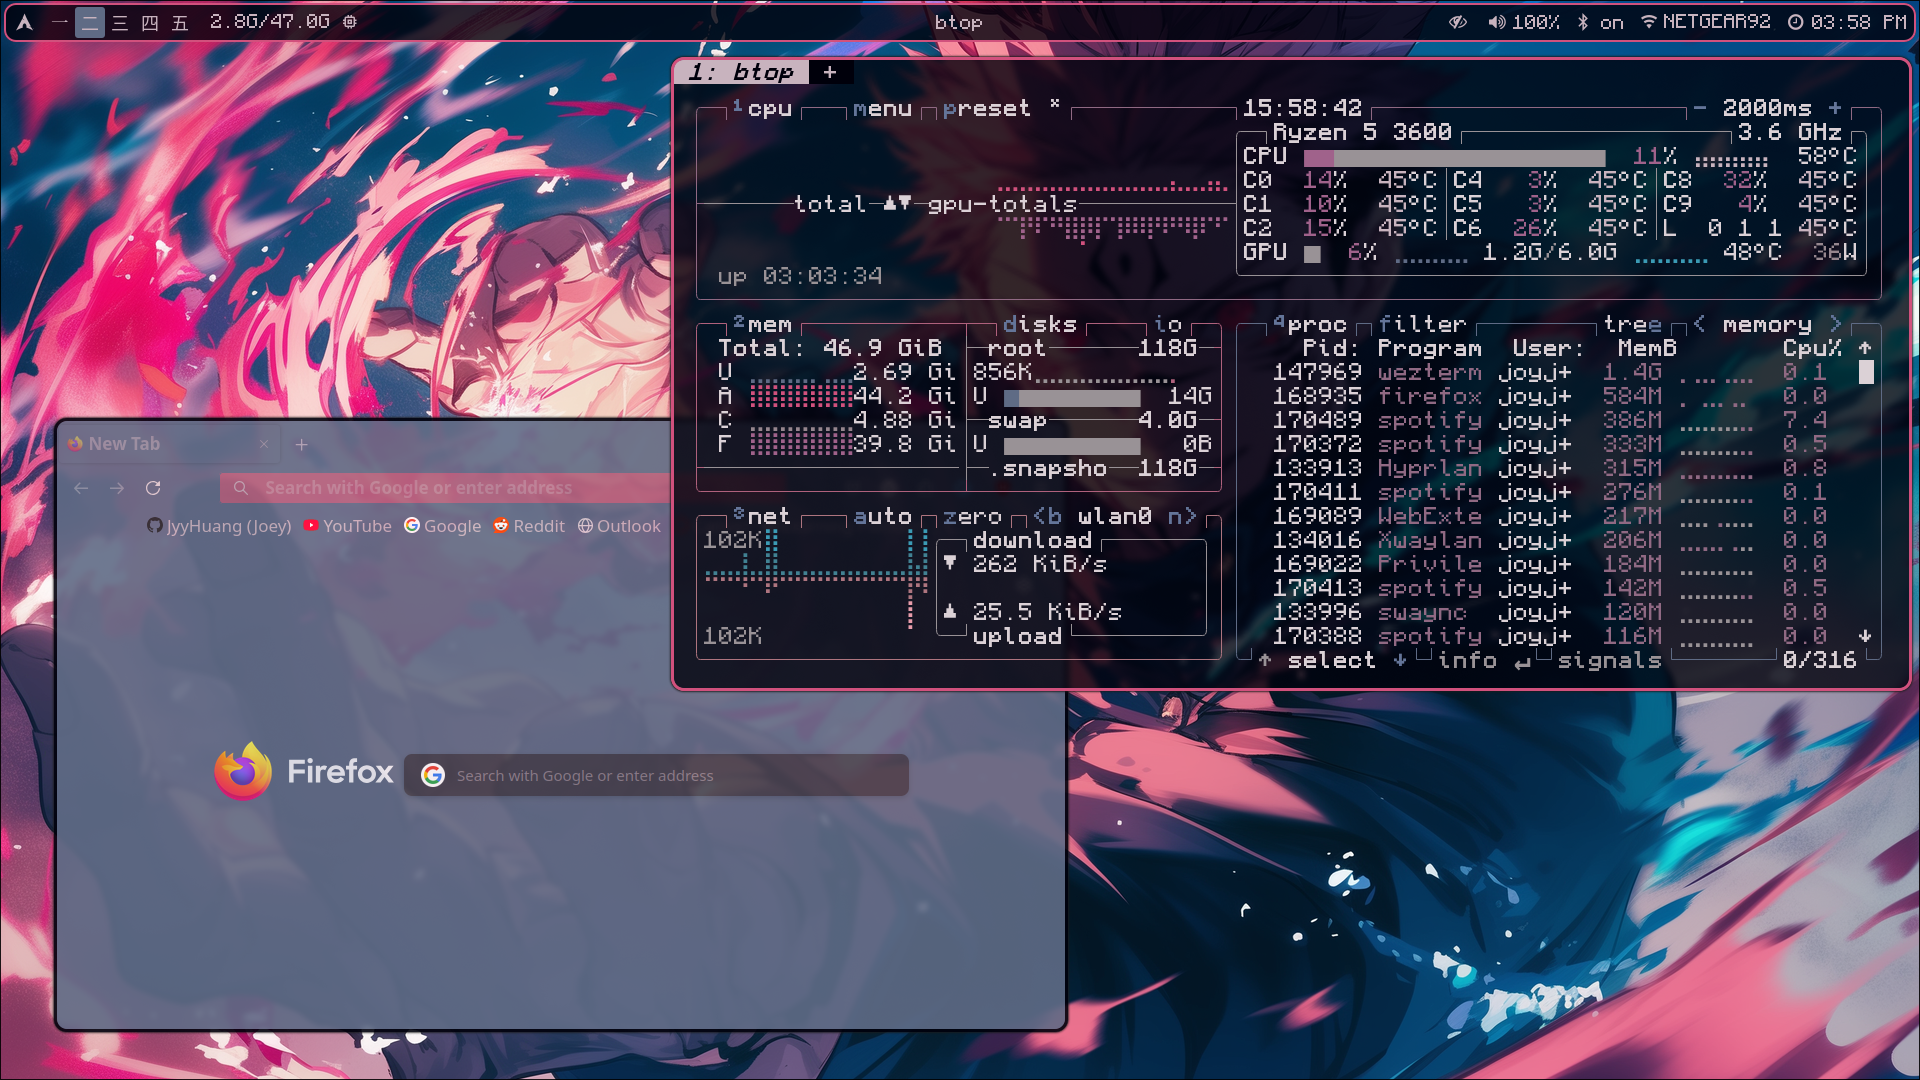 一 二 三 四 五 2.8G/47.0G
btop
100% on NETGEAR92 03:58 PM
1: btop +
1cpu menu preset * 15:58:42 - 2000ms +
Ryzen 5 3600 3.6 GHz
CPU 11% 58°C
C0 14% 45°C C4 3% 45°C C8 32% 45°C
C1 10% 45°C C5 3% 45°C C9 4% 45°C
C2 15% 45°C C6 26% 45°C L 0 1 1 45°C
GPU 6% 1.2G/6.0G 48°C 36W
total ▲▼ gpu-totals
up 03:03:34
2mem disks io
Total: 46.9 GiB root 118G
U 2.69 Gi 856K
A 44.2 Gi U 14G
C 4.88 Gi swap 4.0G
F 39.8 Gi U 0B
.snapsho 118G
3net auto zero <b wlan0 n>
102K download
▼ 262 KiB/s
▲ 25.5 KiB/s
102K upload
4proc filter tree < memory >
Pid: Program User: MemB Cpu% ↑
147969 wezterm joyj+ 1.4G 0.1
168935 firefox joyj+ 584M 0.0
170489 spotify joyj+ 386M 7.4
170372 spotify joyj+ 333M 0.5
133913 Hyprlan joyj+ 315M 0.8
170411 spotify joyj+ 276M 0.1
169089 WebExte joyj+ 217M 0.0
134016 Xwaylan joyj+ 206M 0.0
169022 Privile joyj+ 184M 0.0
170413 spotify joyj+ 142M 0.5
133996 swaync joyj+ 120M 0.0
170388 spotify joyj+ 116M 0.0 ↓
↑ select ↓ info ↵ signals 0/316
New Tab × +
Search with Google or enter address
JyyHuang (Joey) YouTube Google Reddit Outlook
Firefox
Search with Google or enter address